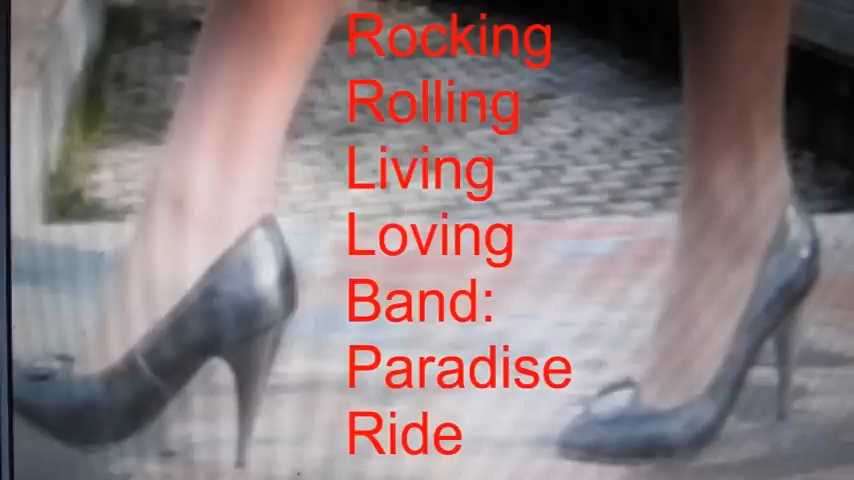 Rocking
Rolling
Living
Loving
Band:
Paradise
Ride